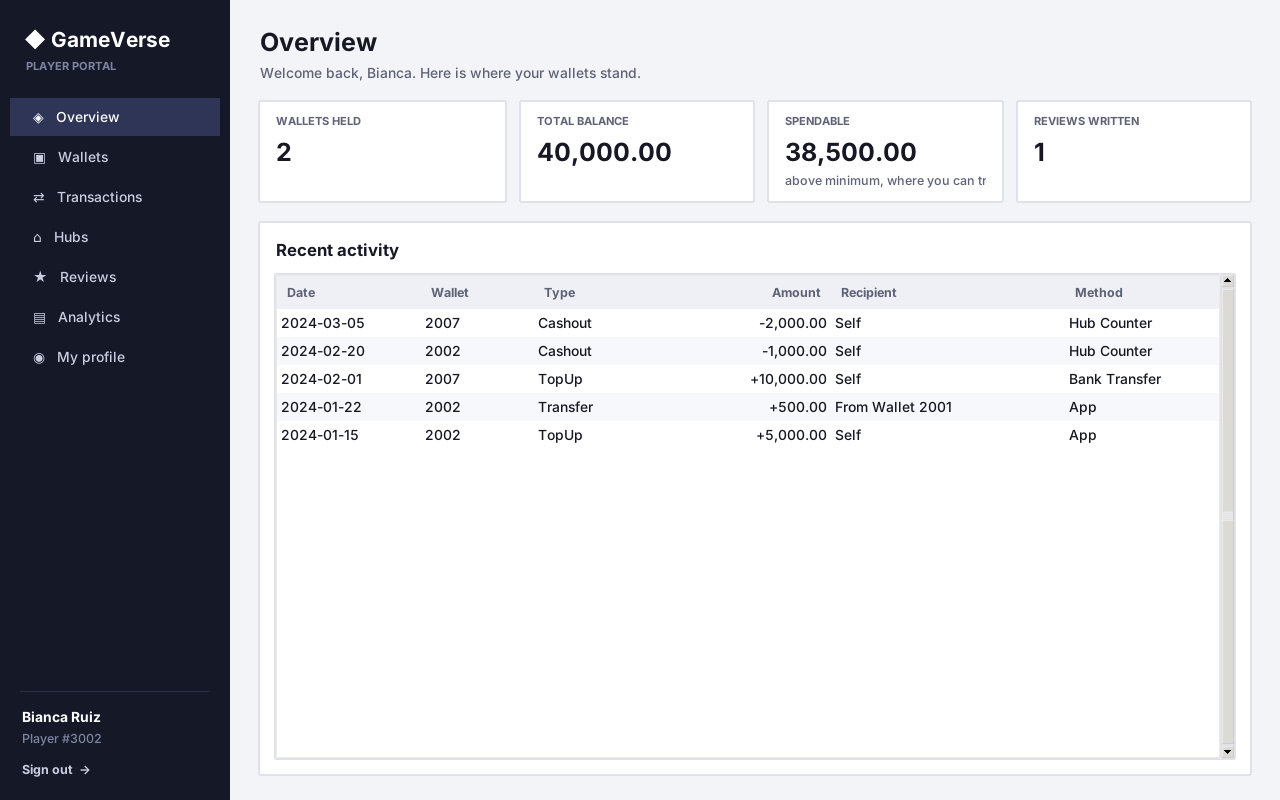 ◆ GameVerse
PLAYER PORTAL
◈ Overview
▣ Wallets
⇄ Transactions
⌂ Hubs
★ Reviews
▤ Analytics
◉ My profile
Bianca Ruiz
Player #3002
Sign out →
Overview
Welcome back, Bianca. Here is where your wallets stand.
WALLETS HELD
2
TOTAL BALANCE
40,000.00
SPENDABLE
38,500.00
above minimum, where you can tr
REVIEWS WRITTEN
1
Recent activity
Date Wallet Type Amount Recipient Method
2024-03-05 2007 Cashout -2,000.00 Self Hub Counter
2024-02-20 2002 Cashout -1,000.00 Self Hub Counter
2024-02-01 2007 TopUp +10,000.00 Self Bank Transfer
2024-01-22 2002 Transfer +500.00 From Wallet 2001 App
2024-01-15 2002 TopUp +5,000.00 Self App